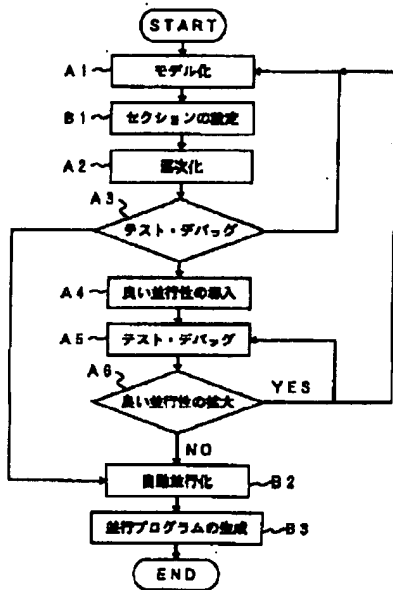 START
A1 モデル化
B1 セクションの設定
A2 逐次化
A3
テスト・デバッグ
A4 良い並行性の導入
A5 テスト・デバッグ
A6
良い並行性の拡大
YES
NO
自動並行化 B2
並行プログラムの生成 B3
END